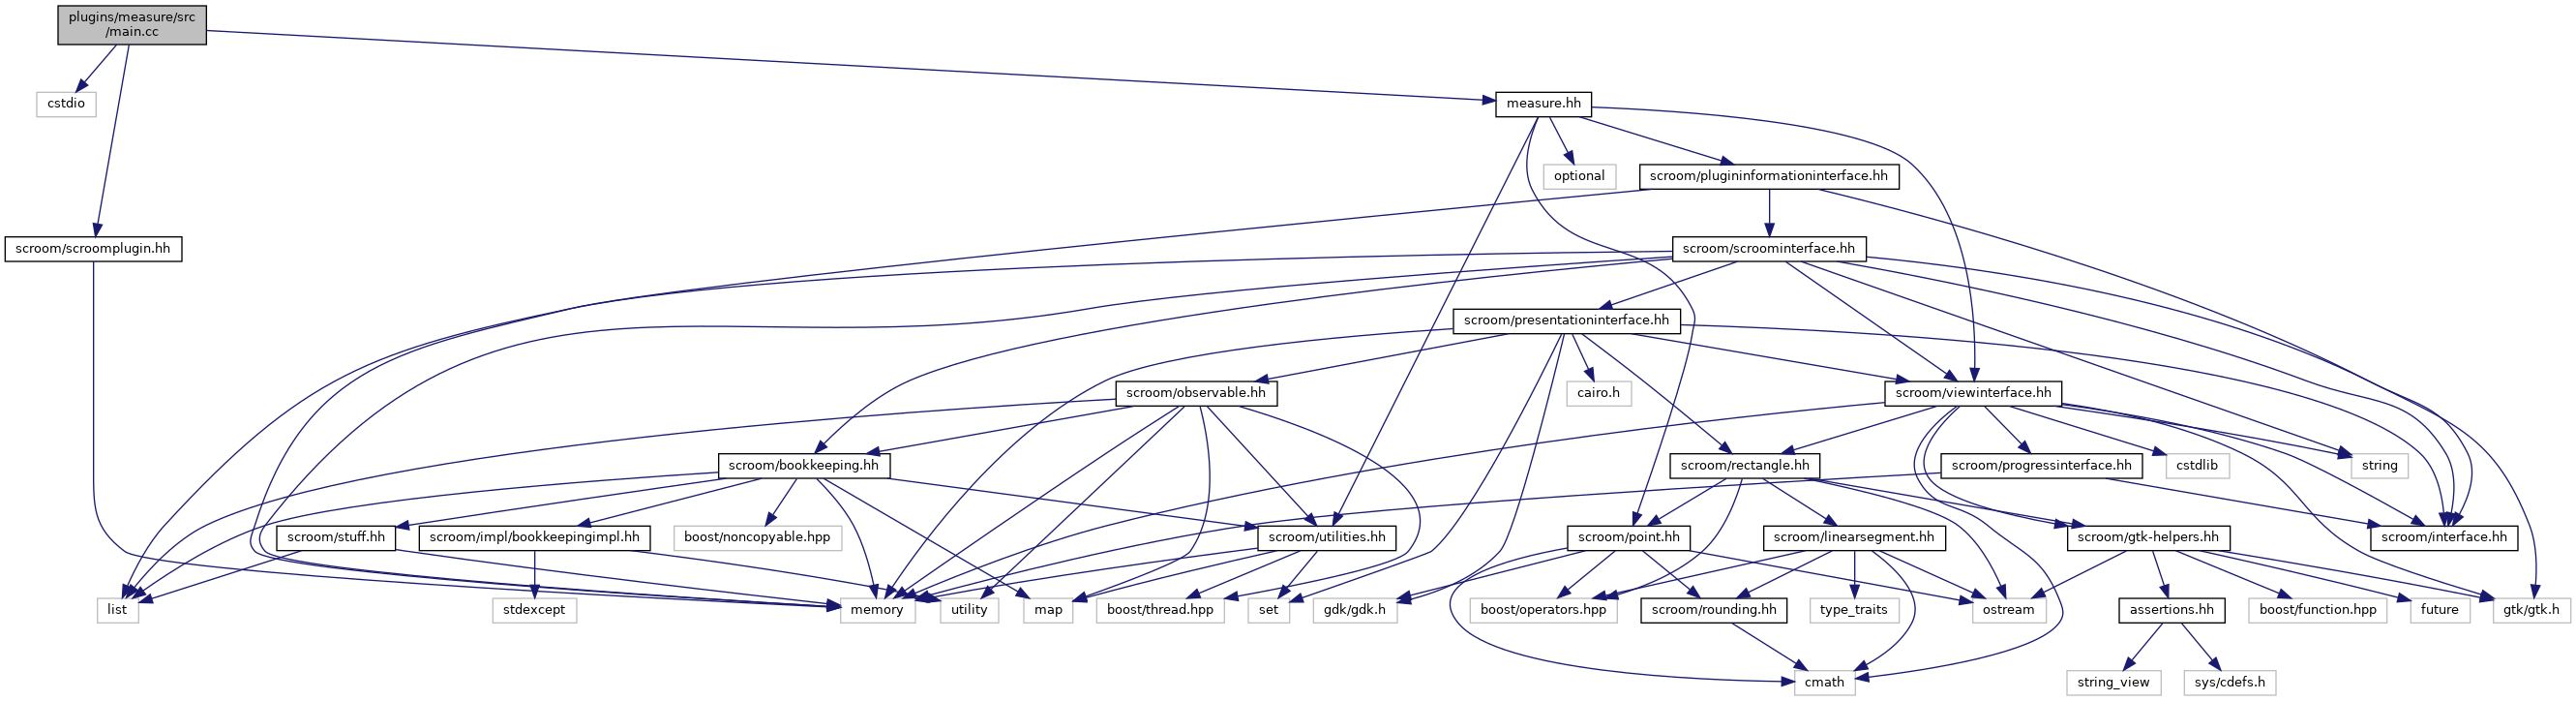 plugins/measure/src
/main.cc
cstdio
measure.hh
optional
scroom/plugininformationinterface.hh
scroom/scroomplugin.hh
scroom/scroominterface.hh
scroom/presentationinterface.hh
scroom/observable.hh
cairo.h
scroom/viewinterface.hh
scroom/bookkeeping.hh
scroom/rectangle.hh
scroom/progressinterface.hh
cstdlib
string
scroom/stuff.hh
scroom/impl/bookkeepingimpl.hh
boost/noncopyable.hpp
scroom/utilities.hh
scroom/point.hh
scroom/linearsegment.hh
scroom/gtk-helpers.hh
scroom/interface.hh
list
stdexcept
memory
utility
map
boost/thread.hpp
set
gdk/gdk.h
boost/operators.hpp
scroom/rounding.hh
type_traits
ostream
assertions.hh
boost/function.hpp
future
gtk/gtk.h
cmath
string_view
sys/cdefs.h